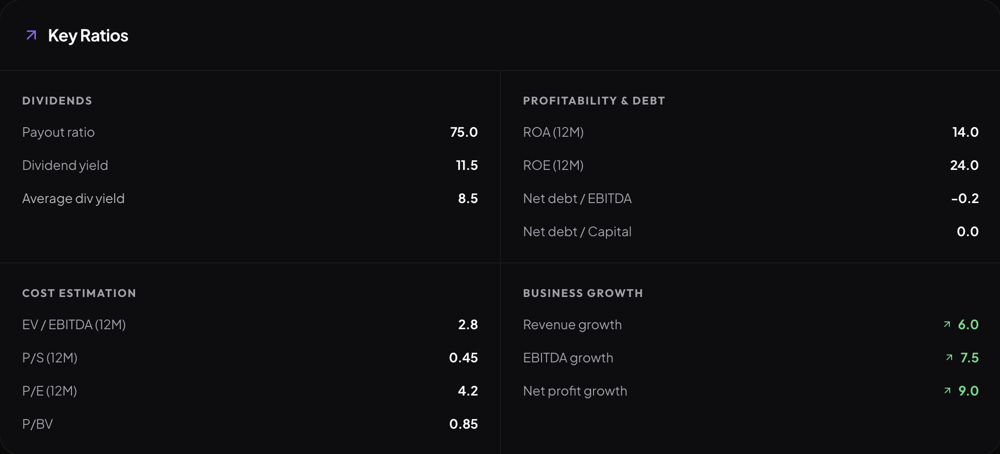 Key Ratios
DIVIDENDS
Payout ratio 75.0
Dividend yield 11.5
Average div yield 8.5
PROFITABILITY & DEBT
ROA (12M) 14.0
ROE (12M) 24.0
Net debt / EBITDA -0.2
Net debt / Capital 0.0
COST ESTIMATION
EV / EBITDA (12M) 2.8
P/S (12M) 0.45
P/E (12M) 4.2
P/BV 0.85
BUSINESS GROWTH
Revenue growth 6.0
EBITDA growth 7.5
Net profit growth 9.0